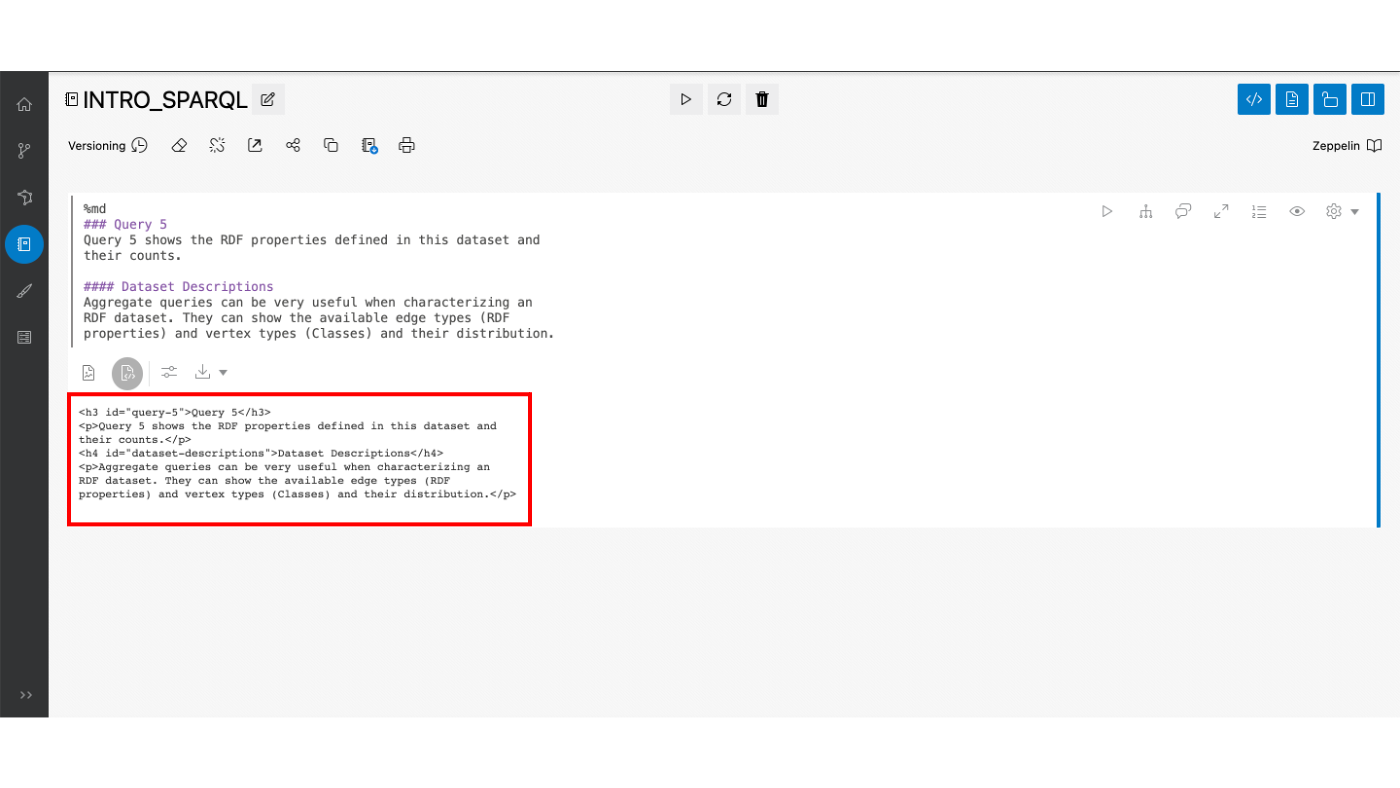 INTRO_SPARQL
Versioning
Zeppelin
%md
### Query 5
Query 5 shows the RDF properties defined in this dataset and
their counts.
#### Dataset Descriptions
Aggregate queries can be very useful when characterizing an
RDF dataset. They can show the available edge types (RDF
properties) and vertex types (Classes) and their distribution.
<h3 id="query-5">Query 5</h3>
<p>Query 5 shows the RDF properties defined in this dataset and
their counts.</p>
<h4 id="dataset-descriptions">Dataset Descriptions</h4>
<p>Aggregate queries can be very useful when characterizing an
RDF dataset. They can show the available edge types (RDF
properties) and vertex types (Classes) and their distribution.</p>